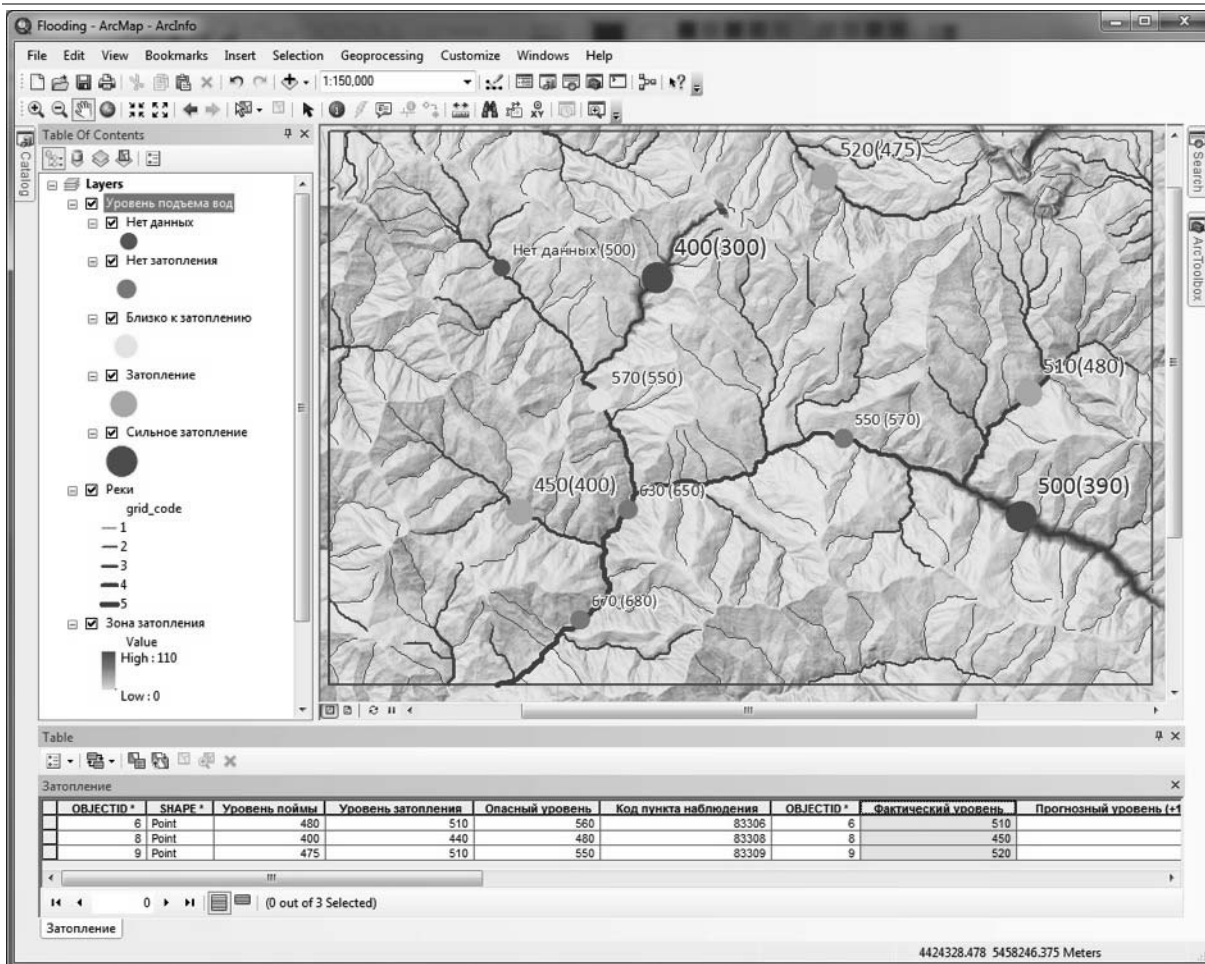 Flooding - ArcMap - ArcInfo
File Edit View Bookmarks Insert Selection Geoprocessing Customize Windows Help
1:150,000
Table Of Contents
Catalog
Search
ArcToolbox
Layers
Уровень подъема вод
Нет данных
Нет затопления
Близко к затоплению
Затопление
Сильное затопление
Реки
grid_code
1
2
3
4
5
Зона затопления
Value
High : 110
Low : 0
520(475)
Нет данных (500)
400(300)
570(550)
510(480)
550 (570)
450(400)
630 (650)
500(390)
670 (680)
Table
Затопление
OBJECTID * SHAPE * Уровень поймы Уровень затопления Опасный уровень Код пункта наблюдения OBJECTID * Фактический уровень Прогнозный уровень (+1
6 Point 480 510 560 83306 6 510
8 Point 400 440 480 83308 8 450
9 Point 475 510 550 83309 9 520
0 (0 out of 3 Selected)
Затопление
4424328.478 5458246.375 Meters